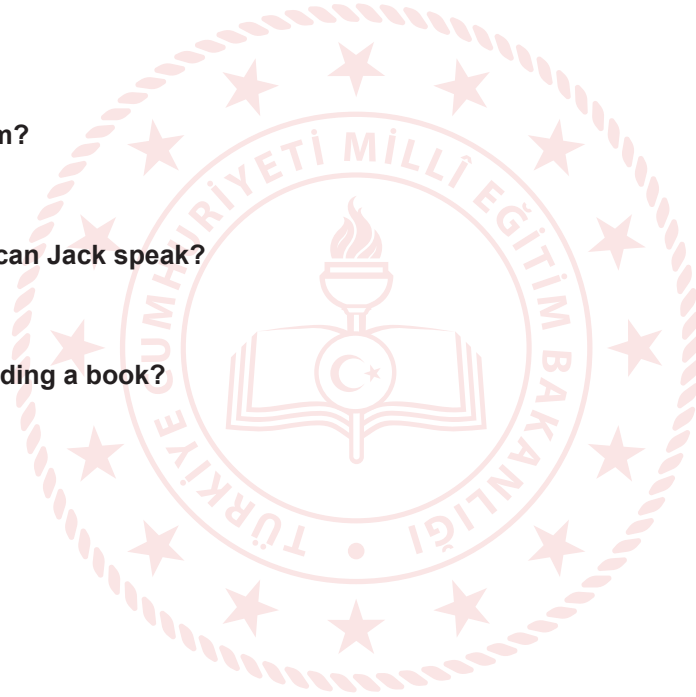 m?
can Jack speak?
ding a book?
TÜRKİYE CUMHURİYETİ MİLLÎ EĞİTİM BAKANLIĞI